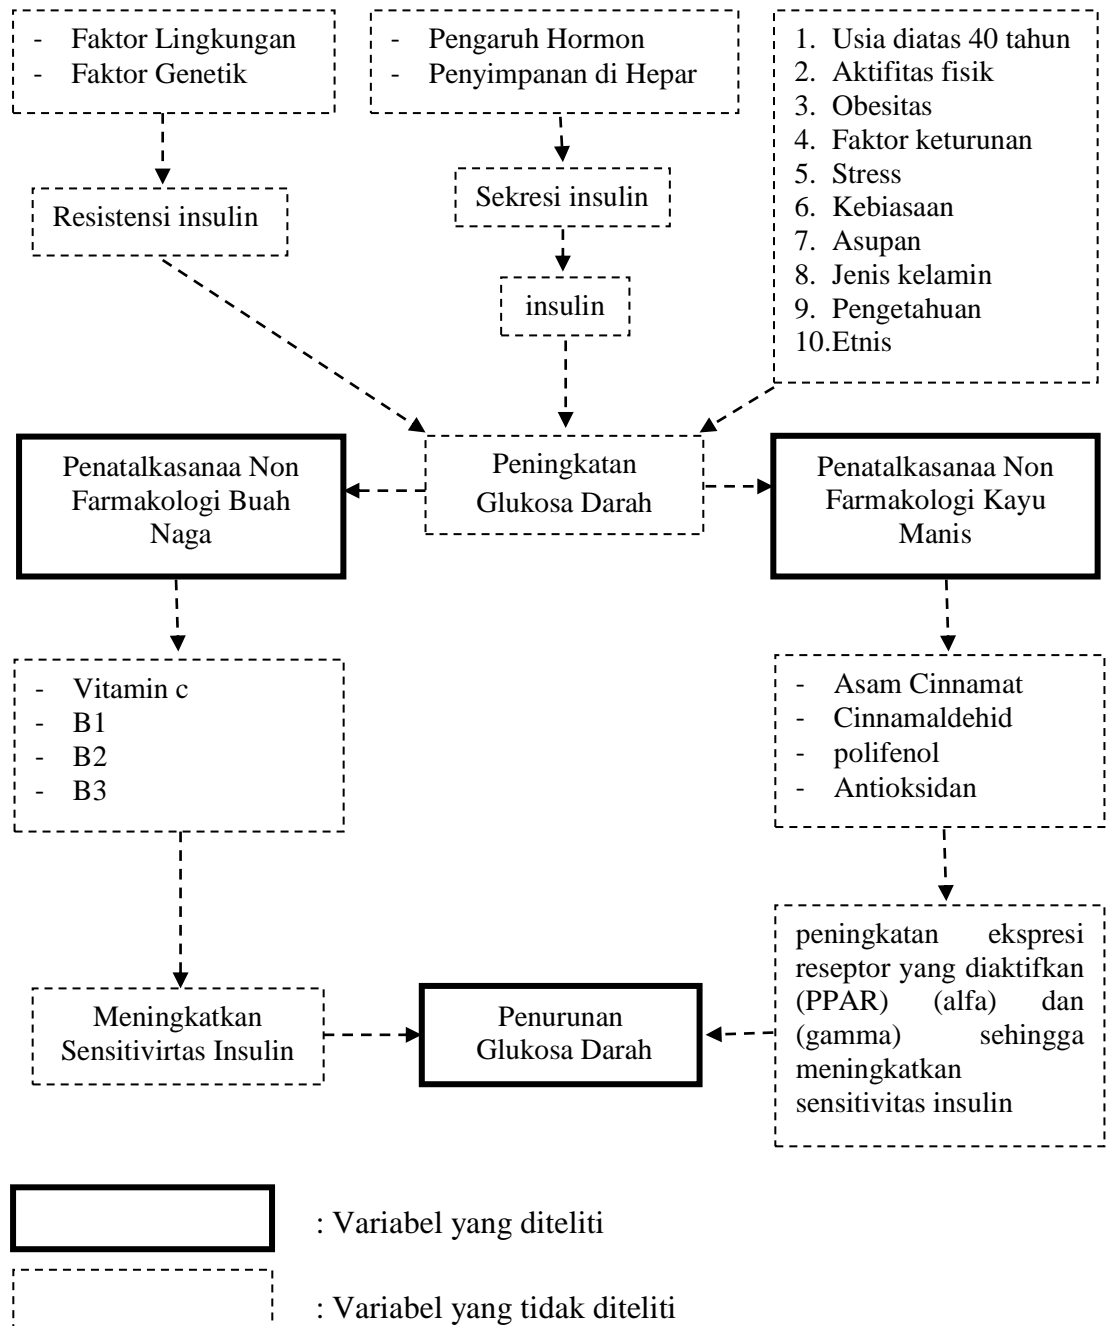 - Faktor Lingkungan
- Faktor Genetik
- Pengaruh Hormon
- Penyimpanan di Hepar
1. Usia diatas 40 tahun
2. Aktifitas fisik
3. Obesitas
4. Faktor keturunan
5. Stress
6. Kebiasaan
7. Asupan
8. Jenis kelamin
9. Pengetahuan
10.Etnis
Resistensi insulin
Sekresi insulin
insulin
Penatalkasanaa Non
Farmakologi Buah
Naga
Peningkatan
Glukosa Darah
Penatalkasanaa Non
Farmakologi Kayu
Manis
- Vitamin c
- B1
- B2
- B3
- Asam Cinnamat
- Cinnamaldehid
- polifenol
- Antioksidan
Meningkatkan
Sensitivirtas Insulin
Penurunan
Glukosa Darah
peningkatan ekspresi
reseptor yang diaktifkan
(PPAR) (alfa) dan
(gamma) sehingga
meningkatkan
sensitivitas insulin
: Variabel yang diteliti
: Variabel yang tidak diteliti